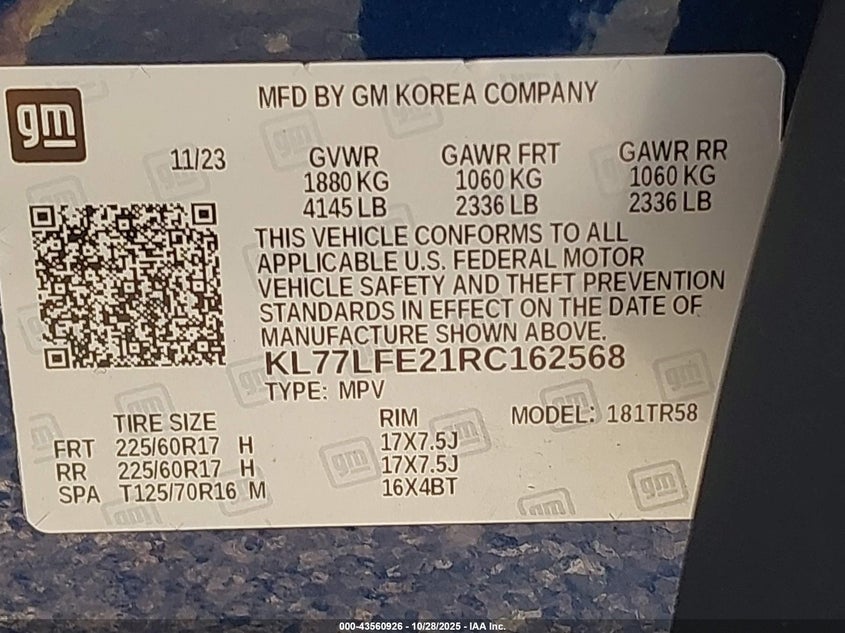 gm
MFD BY GM KOREA COMPANY
11/23 GVWR GAWR FRT GAWR RR
1880 KG 1060 KG 1060 KG
4145 LB 2336 LB 2336 LB
THIS VEHICLE CONFORMS TO ALL
APPLICABLE U.S. FEDERAL MOTOR
VEHICLE SAFETY AND THEFT PREVENTION
STANDARDS IN EFFECT ON THE DATE OF
MANUFACTURE SHOWN ABOVE.
KL77LFE21RC162568
TYPE: MPV
TIRE SIZE RIM MODEL: 181TR58
FRT 225/60R17 H 17X7.5J
RR 225/60R17 H 17X7.5J
SPA T125/70R16 M 16X4BT
000-43560926 - 10/28/2025 - IAA Inc.